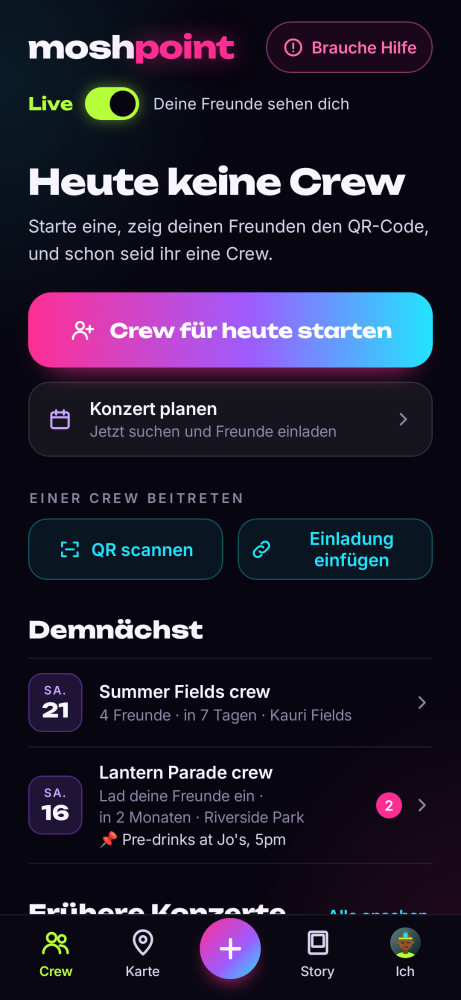 moshpoint
Brauche Hilfe
Live
Deine Freunde sehen dich
Heute keine Crew
Starte eine, zeig deinen Freunden den QR-Code,
und schon seid ihr eine Crew.
Crew für heute starten
Konzert planen
Jetzt suchen und Freunde einladen
EINER CREW BEITRETEN
QR scannen
Einladung
einfügen
Demnächst
SA.
21
Summer Fields crew
4 Freunde · in 7 Tagen · Kauri Fields
SA.
16
Lantern Parade crew
Lad deine Freunde ein ·
in 2 Monaten · Riverside Park
📌 Pre-drinks at Jo's, 5pm
2
Frühere Konzerte
Alle ansehen
Crew
Karte
Story
Ich